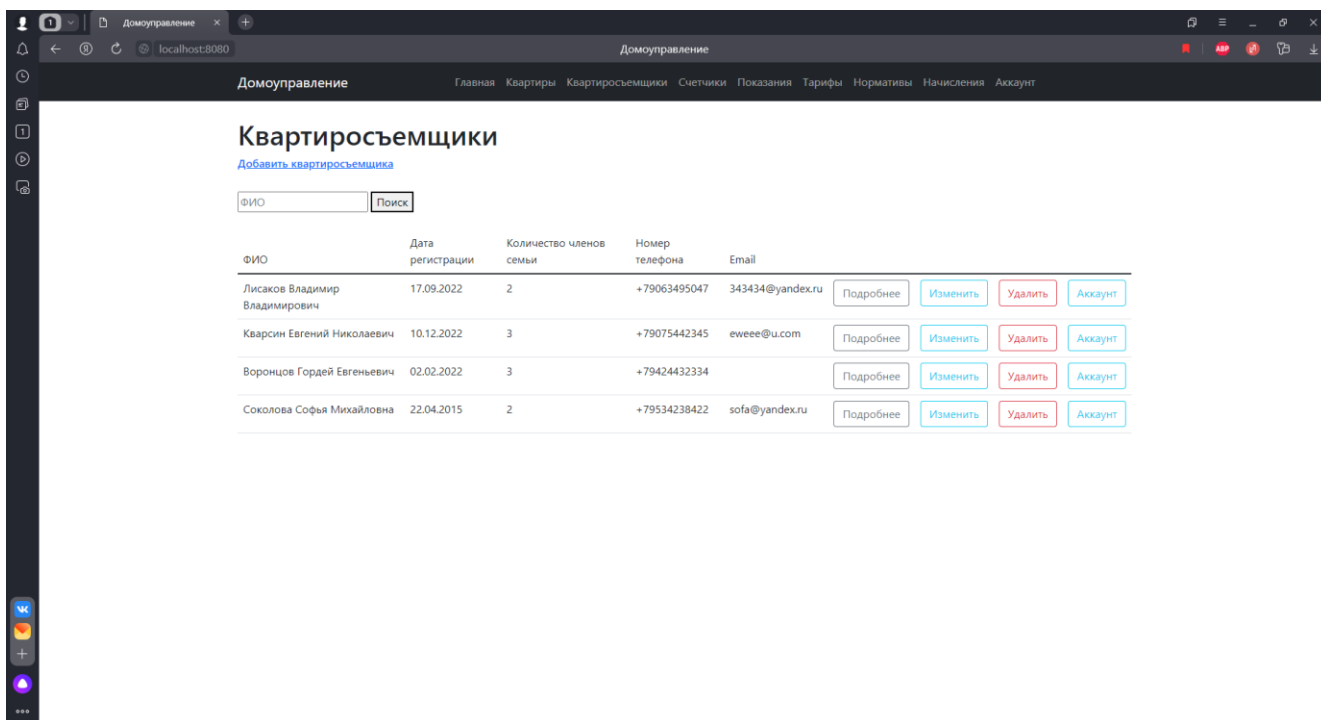 1 Домоуправление
localhost:8080 Домоуправление ABP
Домоуправление Главная Квартиры Квартиросъемщики Счетчики Показания Тарифы Нормативы Начисления Аккаунт
1
Квартиросъемщики
Добавить квартиросъемщика
ФИО Поиск
ФИО Дата регистрации Количество членов семьи Номер телефона Email
Лисаков Владимир Владимирович 17.09.2022 2 +79063495047 343434@yandex.ru Подробнее Изменить Удалить Аккаунт
Кварсин Евгений Николаевич 10.12.2022 3 +79075442345 eweee@u.com Подробнее Изменить Удалить Аккаунт
Воронцов Гордей Евгеньевич 02.02.2022 3 +79424432334 Подробнее Изменить Удалить Аккаунт
Соколова Софья Михайловна 22.04.2015 2 +79534238422 sofa@yandex.ru Подробнее Изменить Удалить Аккаунт